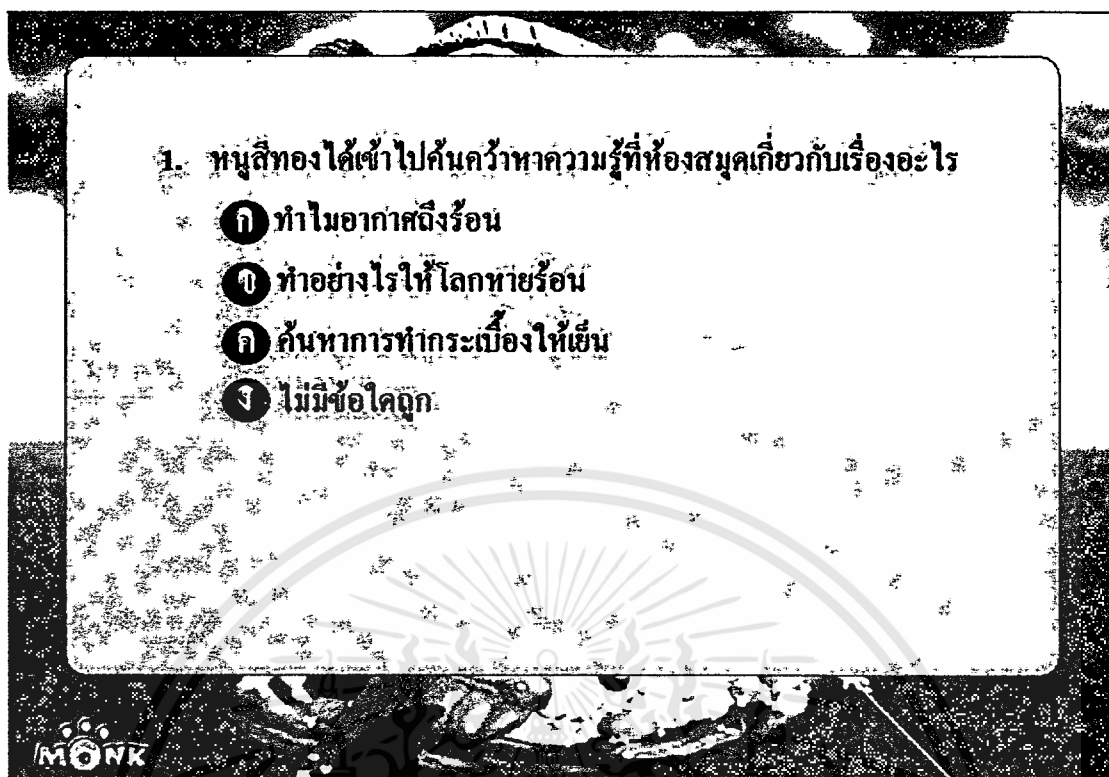 1. หนูสีทองได้เข้าไปค้นคว้าหาความรู้ที่ห้องสมุดเกี่ยวกับเรื่องอะไร
ก ทำไมอากาศถึงร้อน
ข ทำอย่างไรให้โลกหายร้อน
ค ค้นหาการทำกระเบื้องให้เย็น
ง ไม่มีข้อใดถูก
MONK